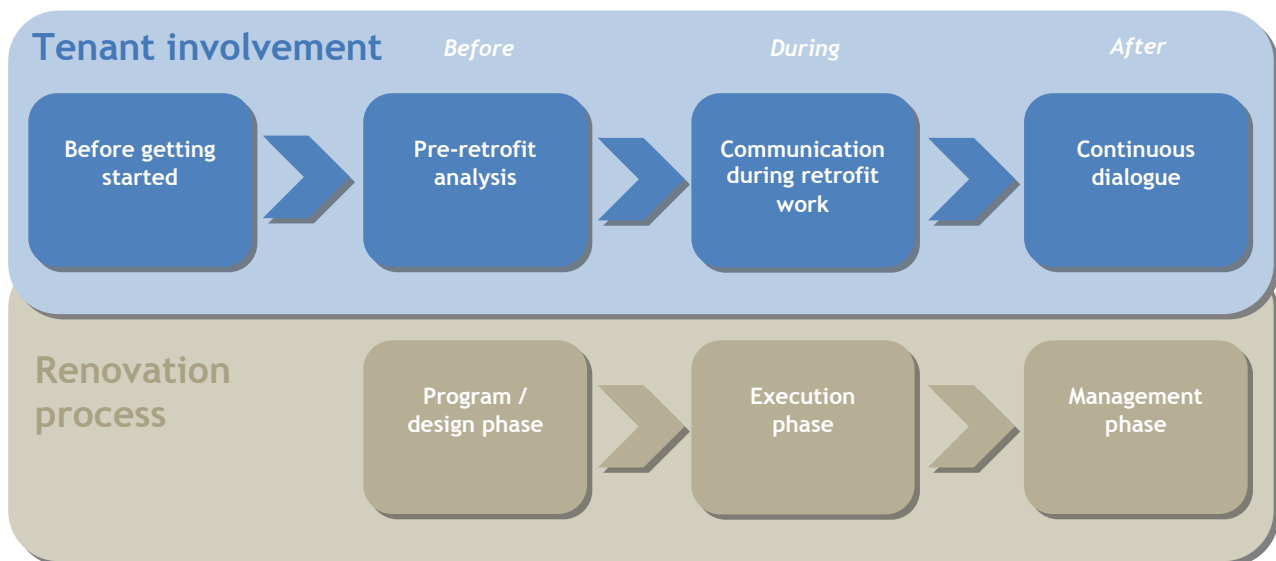 Tenant involvement
Before
During
After
Before getting
started
Pre-retrofit
analysis
Communication
during retrofit
work
Continuous
dialogue
Renovation
process
Program /
design phase
Execution
phase
Management
phase